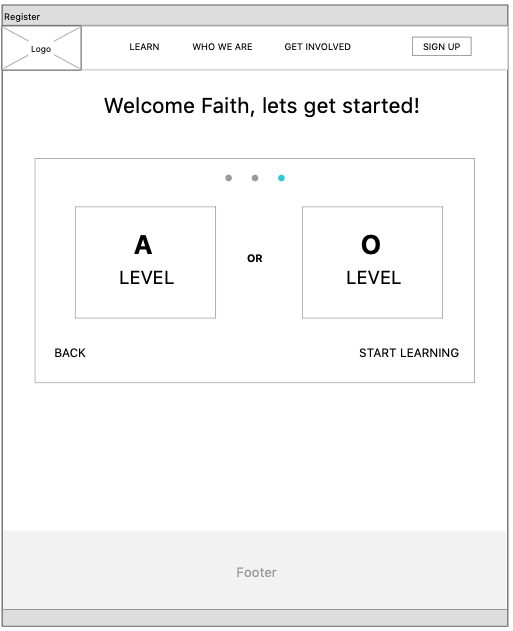 Register
Logo
LEARN WHO WE ARE GET INVOLVED SIGN UP
Welcome Faith, lets get started!
A
LEVEL
OR
O
LEVEL
BACK
START LEARNING
Footer